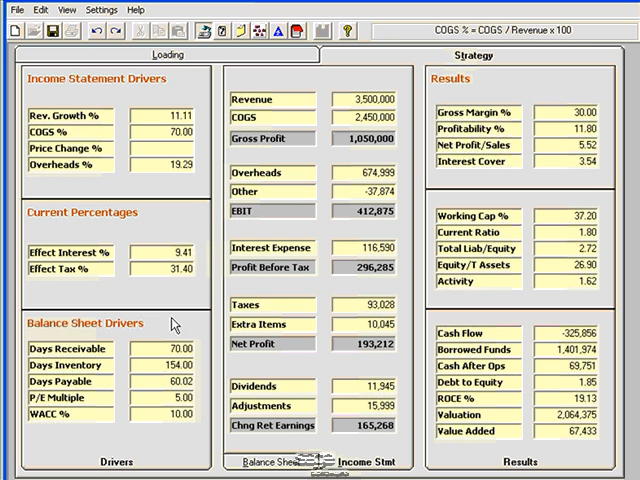 File Edit View Settings Help
COGS % = COGS / Revenue x 100
Loading
Strategy
Income Statement Drivers
Rev. Growth % 11.11
COGS % 70.00
Price Change %
Overheads % 19.29
Current Percentages
Effect Interest % 9.41
Effect Tax % 31.40
Balance Sheet Drivers
Days Receivable 70.00
Days Inventory 154.00
Days Payable 60.02
P/E Multiple 5.00
WACC % 10.00
Drivers
Revenue 3,500,000
COGS 2,450,000
Gross Profit 1,050,000
Overheads 674,999
Other -37,874
EBIT 412,875
Interest Expense 116,590
Profit Before Tax 296,285
Taxes 93,028
Extra Items 10,045
Net Profit 193,212
Dividends 11,945
Adjustments 15,999
Chng Ret Earnings 165,268
Balance Sheet Income Stmt
Results
Gross Margin % 30.00
Profitability % 11.80
Net Profit/Sales 5.52
Interest Cover 3.54
Working Cap % 37.20
Current Ratio 1.80
Total Liab/Equity 2.72
Equity/T Assets 26.90
Activity 1.62
Cash Flow -325,856
Borrowed Funds 1,401,974
Cash After Ops 69,751
Debt to Equity 1.85
ROCE % 19.13
Valuation 2,064,375
Value Added 67,433
Results